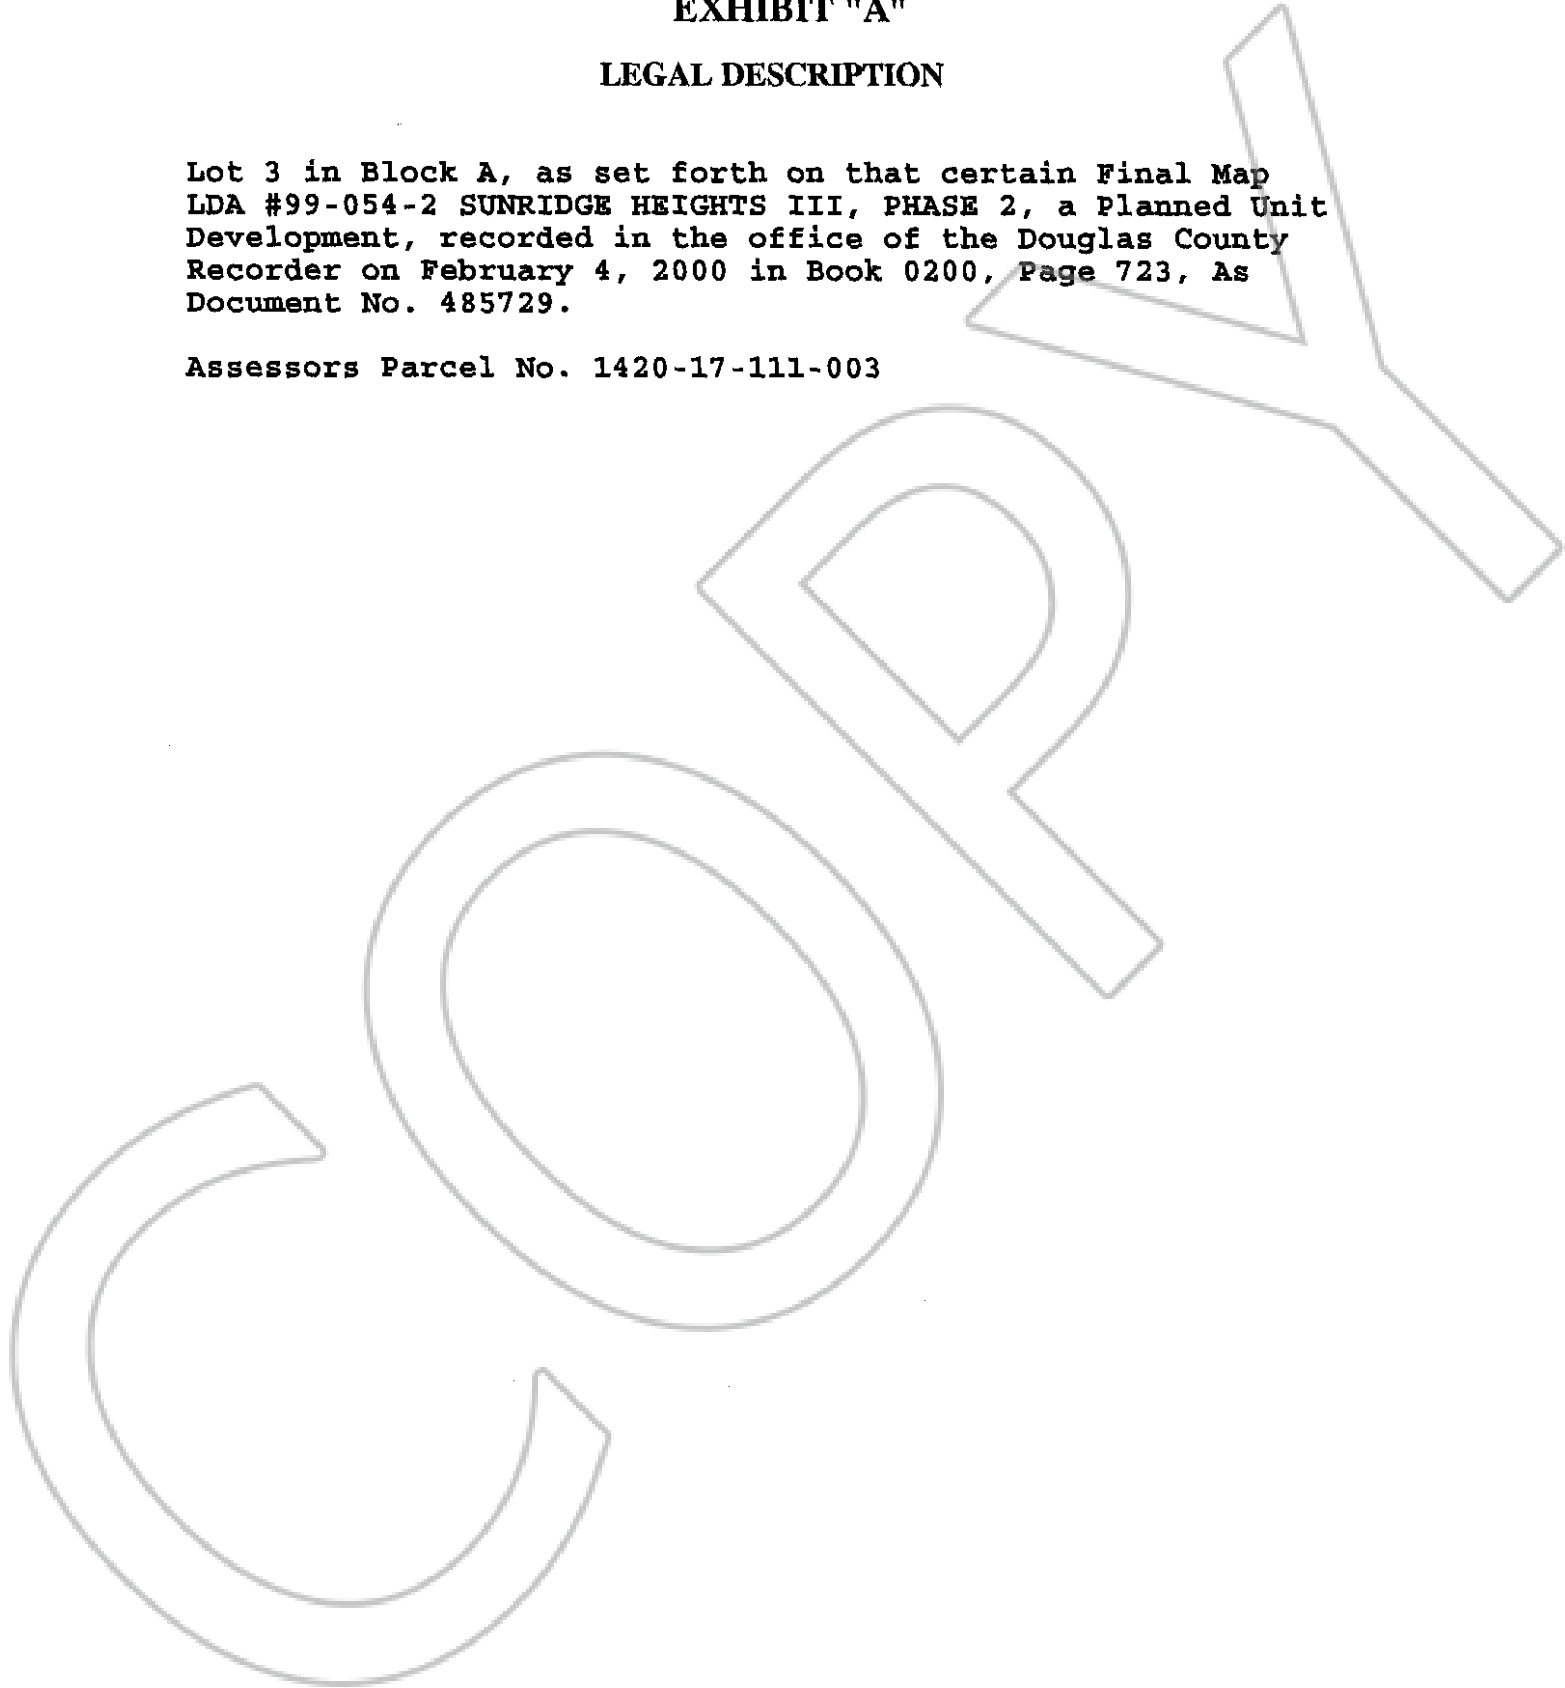 EXHIBIT "A"
LEGAL DESCRIPTION
Lot 3 in Block A, as set forth on that certain Final Map
LDA #99-054-2 SUNRIDGE HEIGHTS III, PHASE 2, a Planned Unit
Development, recorded in the office of the Douglas County
Recorder on February 4, 2000 in Book 0200, Page 723, As
Document No. 485729.
Assessors Parcel No. 1420-17-111-003
COPY